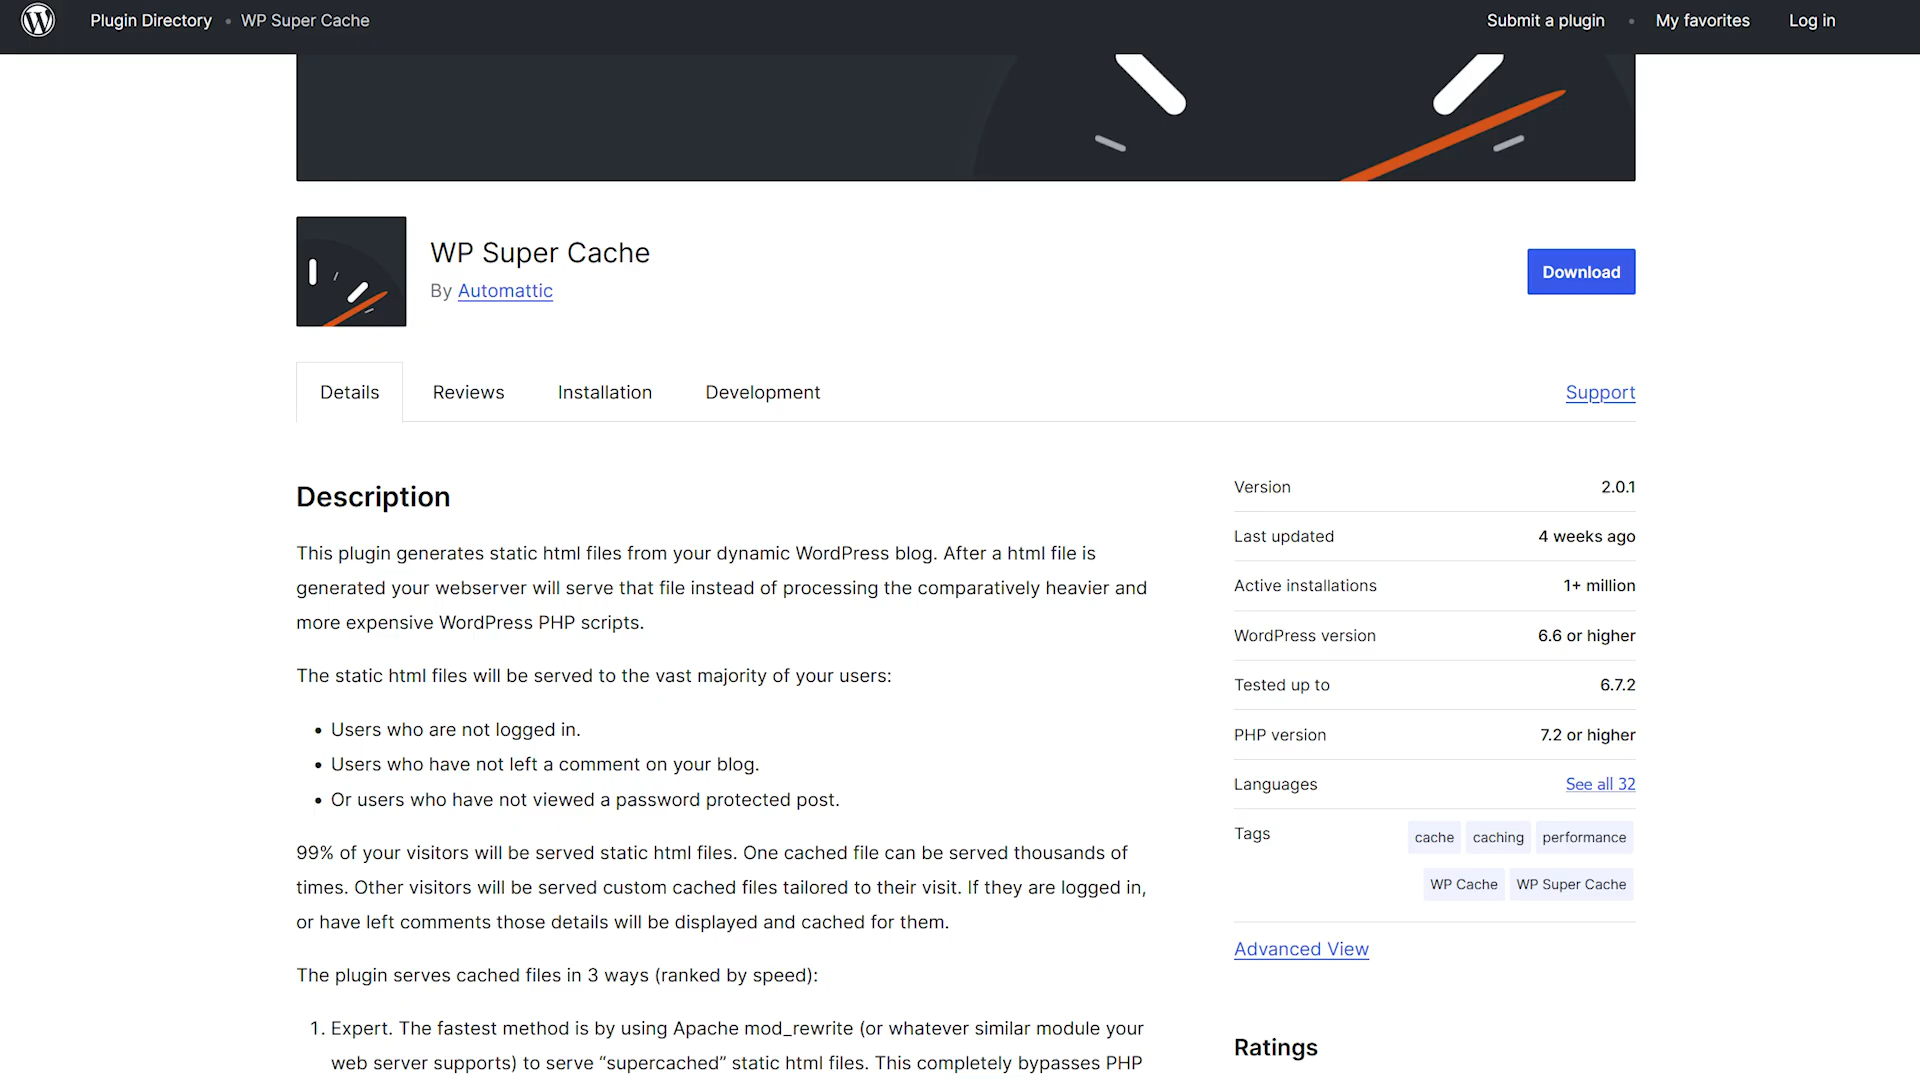 Plugin Directory • WP Super Cache
Submit a plugin • My favorites Log in
WP Super Cache
By Automattic
Download
Details Reviews Installation Development Support
Description
This plugin generates static html files from your dynamic WordPress blog. After a html file is
generated your webserver will serve that file instead of processing the comparatively heavier and
more expensive WordPress PHP scripts.
The static html files will be served to the vast majority of your users:
• Users who are not logged in.
• Users who have not left a comment on your blog.
• Or users who have not viewed a password protected post.
99% of your visitors will be served static html files. One cached file can be served thousands of
times. Other visitors will be served custom cached files tailored to their visit. If they are logged in,
or have left comments those details will be displayed and cached for them.
The plugin serves cached files in 3 ways (ranked by speed):
1. Expert. The fastest method is by using Apache mod_rewrite (or whatever similar module your
web server supports) to serve “supercached” static html files. This completely bypasses PHP
Version 2.0.1
Last updated 4 weeks ago
Active installations 1+ million
WordPress version 6.6 or higher
Tested up to 6.7.2
PHP version 7.2 or higher
Languages See all 32
Tags cache caching performance
WP Cache WP Super Cache
Advanced View
Ratings